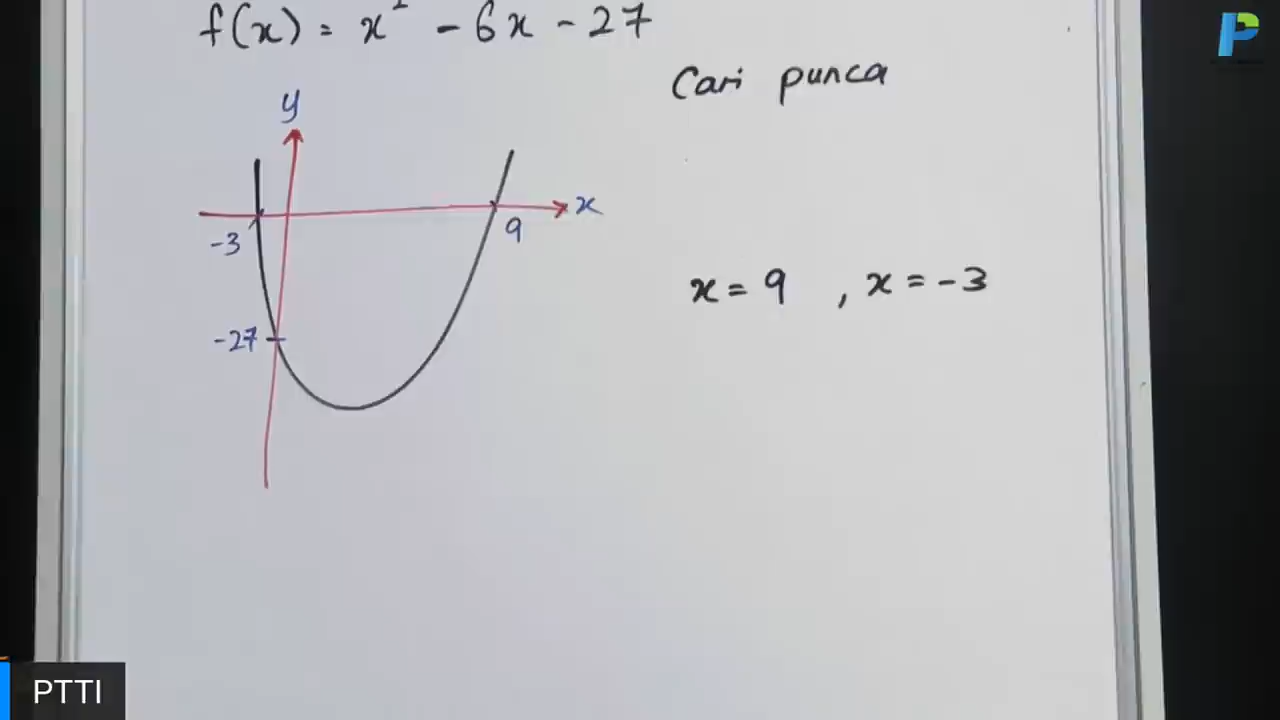 f(x) = x² - 6x - 27
Cari punca
y
x
-3
9
x = 9 , x = -3
-27
PTTI